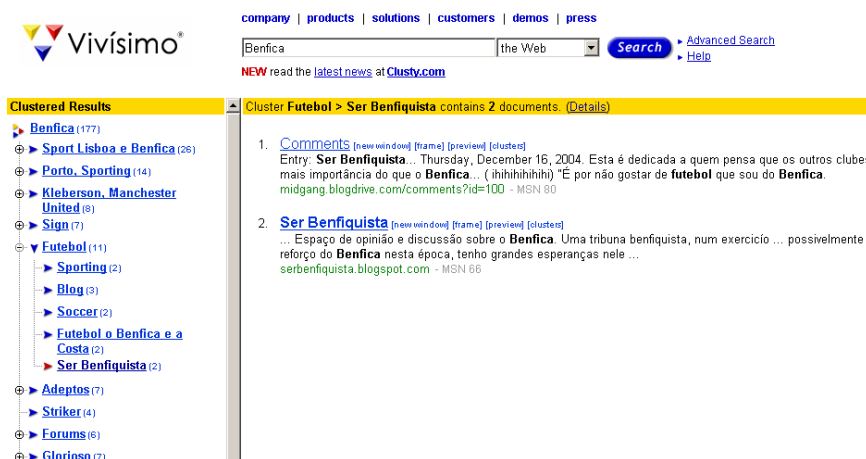 company | products | solutions | customers | demos | press
Vivísimo®
Benfica
the Web
Search
Advanced Search
Help
NEW read the latest news at Clusty.com
Clustered Results
Benfica (177)
Sport Lisboa e Benfica (26)
Porto, Sporting (14)
Kleberson, Manchester
United (8)
Sign (7)
Futebol (11)
Sporting (2)
Blog (3)
Soccer (2)
Futebol o Benfica e a
Costa (2)
Ser Benfiquista (2)
Adeptos (7)
Striker (4)
Forums (6)
Glorioso (7)
Cluster Futebol > Ser Benfiquista contains 2 documents. (Details)
1. Comments [new window] [frame] [preview] [clusters]
Entry: Ser Benfiquista... Thursday, December 16, 2004. Esta é dedicada a quem pensa que os outros clubes
mais importância do que o Benfica... ( ihihihihihihi) "É por não gostar de futebol que sou do Benfica.
midgang.blogdrive.com/comments?id=100 - MSN 80
2. Ser Benfiquista [new window] [frame] [preview] [clusters]
... Espaço de opinião e discussão sobre o Benfica. Uma tribuna benfiquista, num exercicío ... possivelmente
reforço do Benfica nesta época, tenho grandes esperanças nele ...
serbenfiquista.blogspot.com - MSN 66